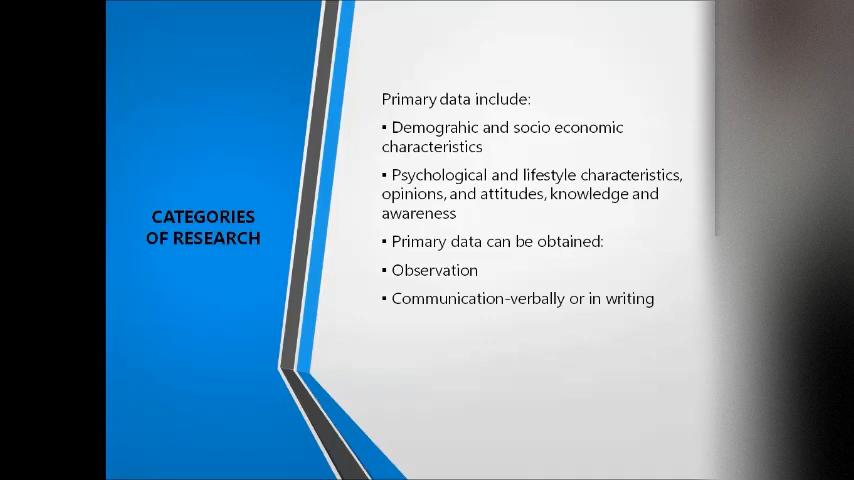 CATEGORIES
OF RESEARCH
Primary data include:
▪ Demograhic and socio economic
characteristics
▪ Psychological and lifestyle characteristics,
opinions, and attitudes, knowledge and
awareness
▪ Primary data can be obtained:
▪ Observation
▪ Communication-verbally or in writing